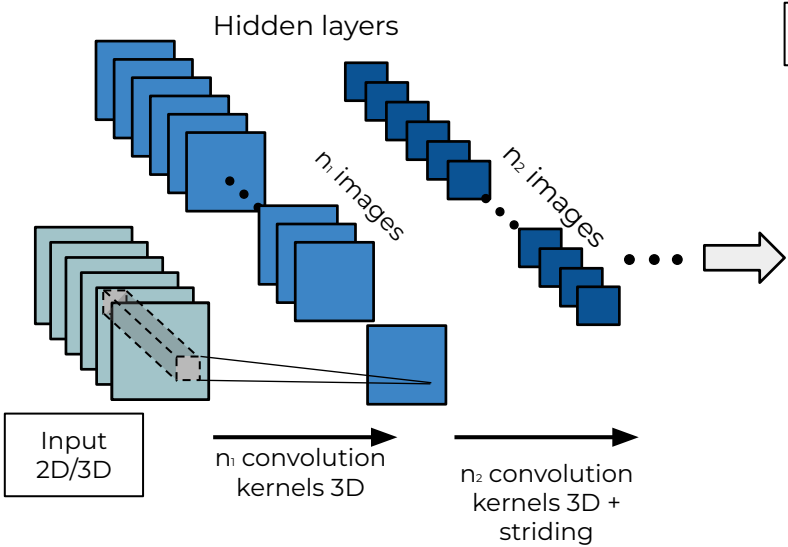 Hidden layers
n₁ images
n₂ images
Input
2D/3D
n₁ convolution
kernels 3D
n₂ convolution
kernels 3D +
striding